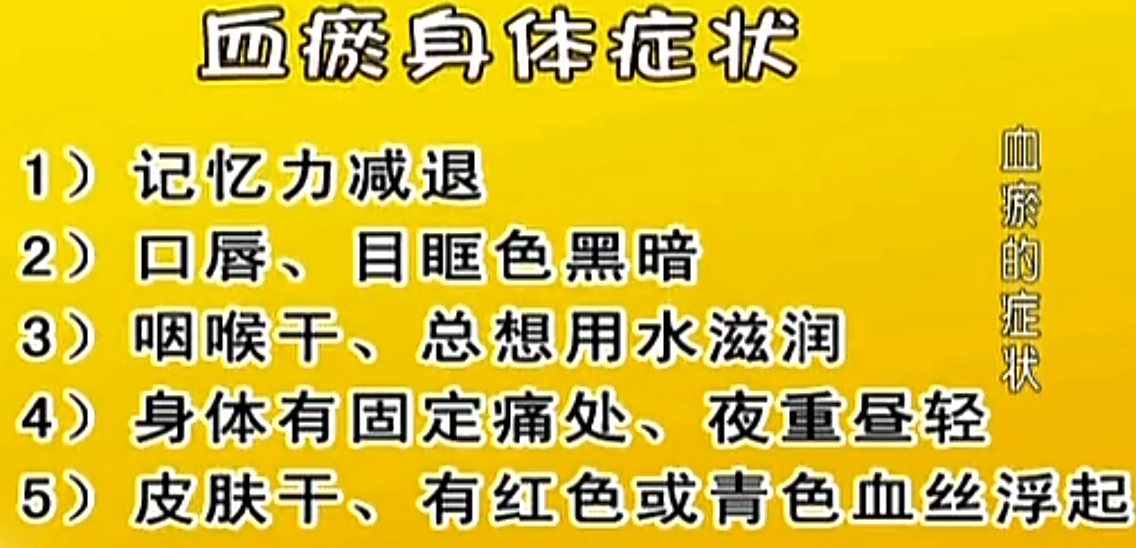 血瘀身体症状
1）记忆力减退
2）口唇、目眶色黑暗
3）咽喉干、总想用水滋润
4）身体有固定痛处、夜重昼轻
5）皮肤干、有红色或青色血丝浮起
血瘀的症状